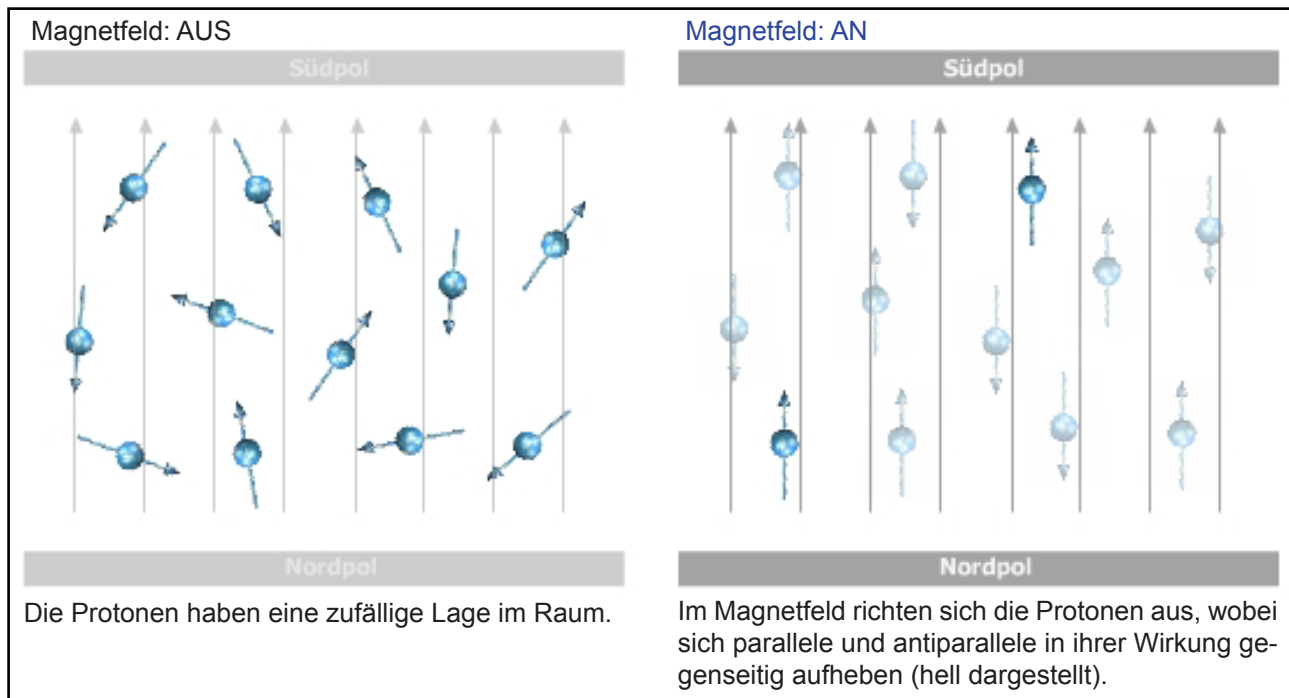 Magnetfeld: AUS
Südpol
Nordpol
Die Protonen haben eine zufällige Lage im Raum.
Magnetfeld: AN
Südpol
Nordpol
Im Magnetfeld richten sich die Protonen aus, wobei
sich parallele und antiparallele in ihrer Wirkung ge-
genseitig aufheben (hell dargestellt).